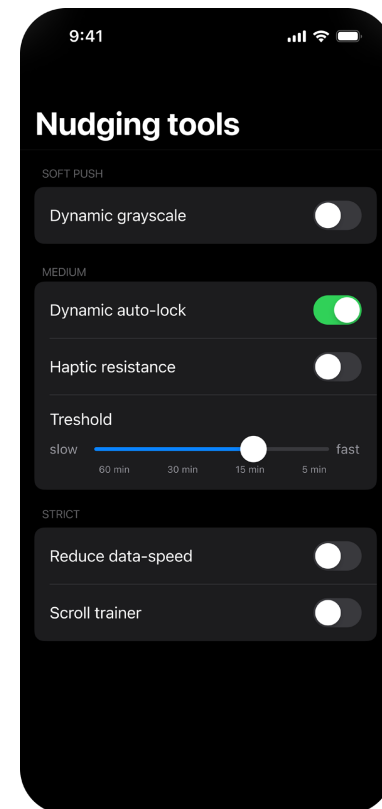 9:41
Nudging tools
SOFT PUSH
Dynamic grayscale
MEDIUM
Dynamic auto-lock
Haptic resistance
Treshold
slow fast
60 min 30 min 15 min 5 min
STRICT
Reduce data-speed
Scroll trainer